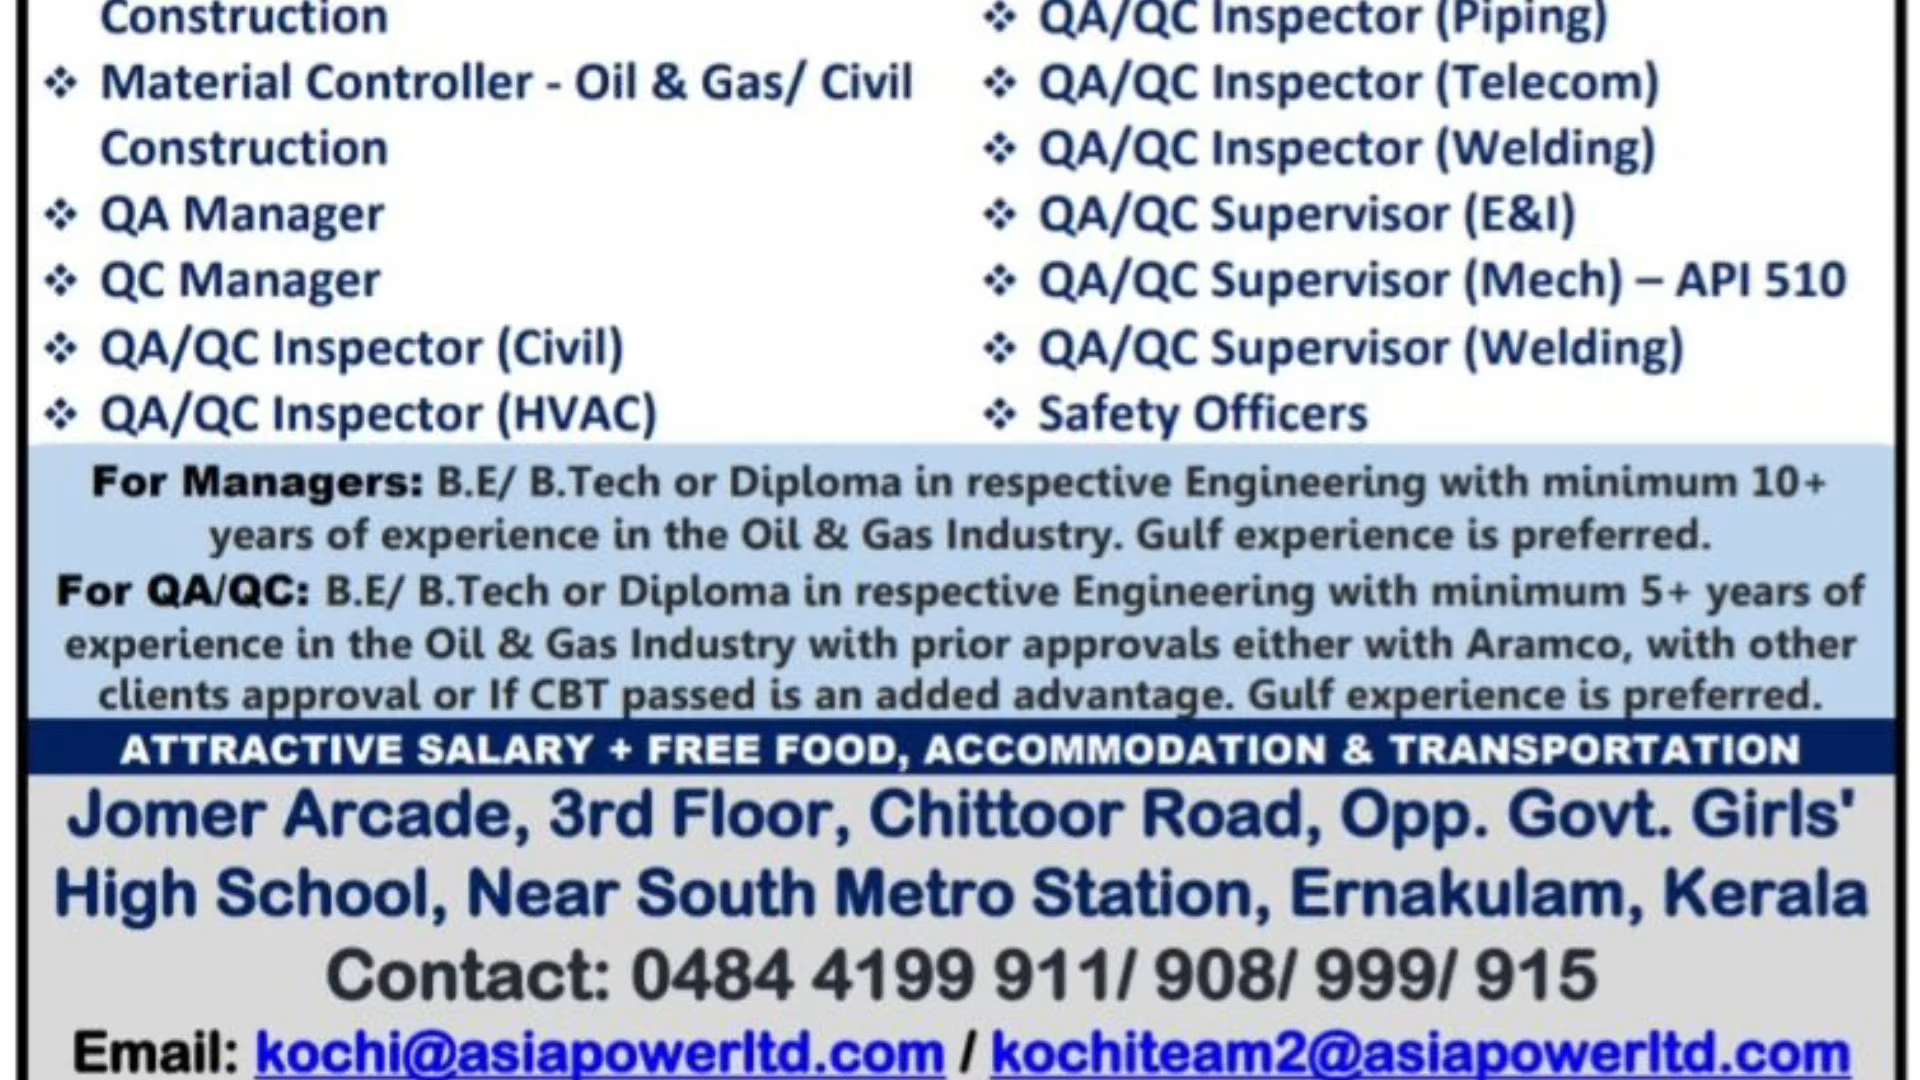 Construction
❖ Material Controller - Oil & Gas/ Civil
Construction
❖ QA Manager
❖ QC Manager
❖ QA/QC Inspector (Civil)
❖ QA/QC Inspector (HVAC)
❖ QA/QC Inspector (Piping)
❖ QA/QC Inspector (Telecom)
❖ QA/QC Inspector (Welding)
❖ QA/QC Supervisor (E&I)
❖ QA/QC Supervisor (Mech) – API 510
❖ QA/QC Supervisor (Welding)
❖ Safety Officers
For Managers: B.E/ B.Tech or Diploma in respective Engineering with minimum 10+
years of experience in the Oil & Gas Industry. Gulf experience is preferred.
For QA/QC: B.E/ B.Tech or Diploma in respective Engineering with minimum 5+ years of
experience in the Oil & Gas Industry with prior approvals either with Aramco, with other
clients approval or If CBT passed is an added advantage. Gulf experience is preferred.
ATTRACTIVE SALARY + FREE FOOD, ACCOMMODATION & TRANSPORTATION
Jomer Arcade, 3rd Floor, Chittoor Road, Opp. Govt. Girls'
High School, Near South Metro Station, Ernakulam, Kerala
Contact: 0484 4199 911/ 908/ 999/ 915
Email: kochi@asiapowerltd.com / kochiteam2@asiapowerltd.com